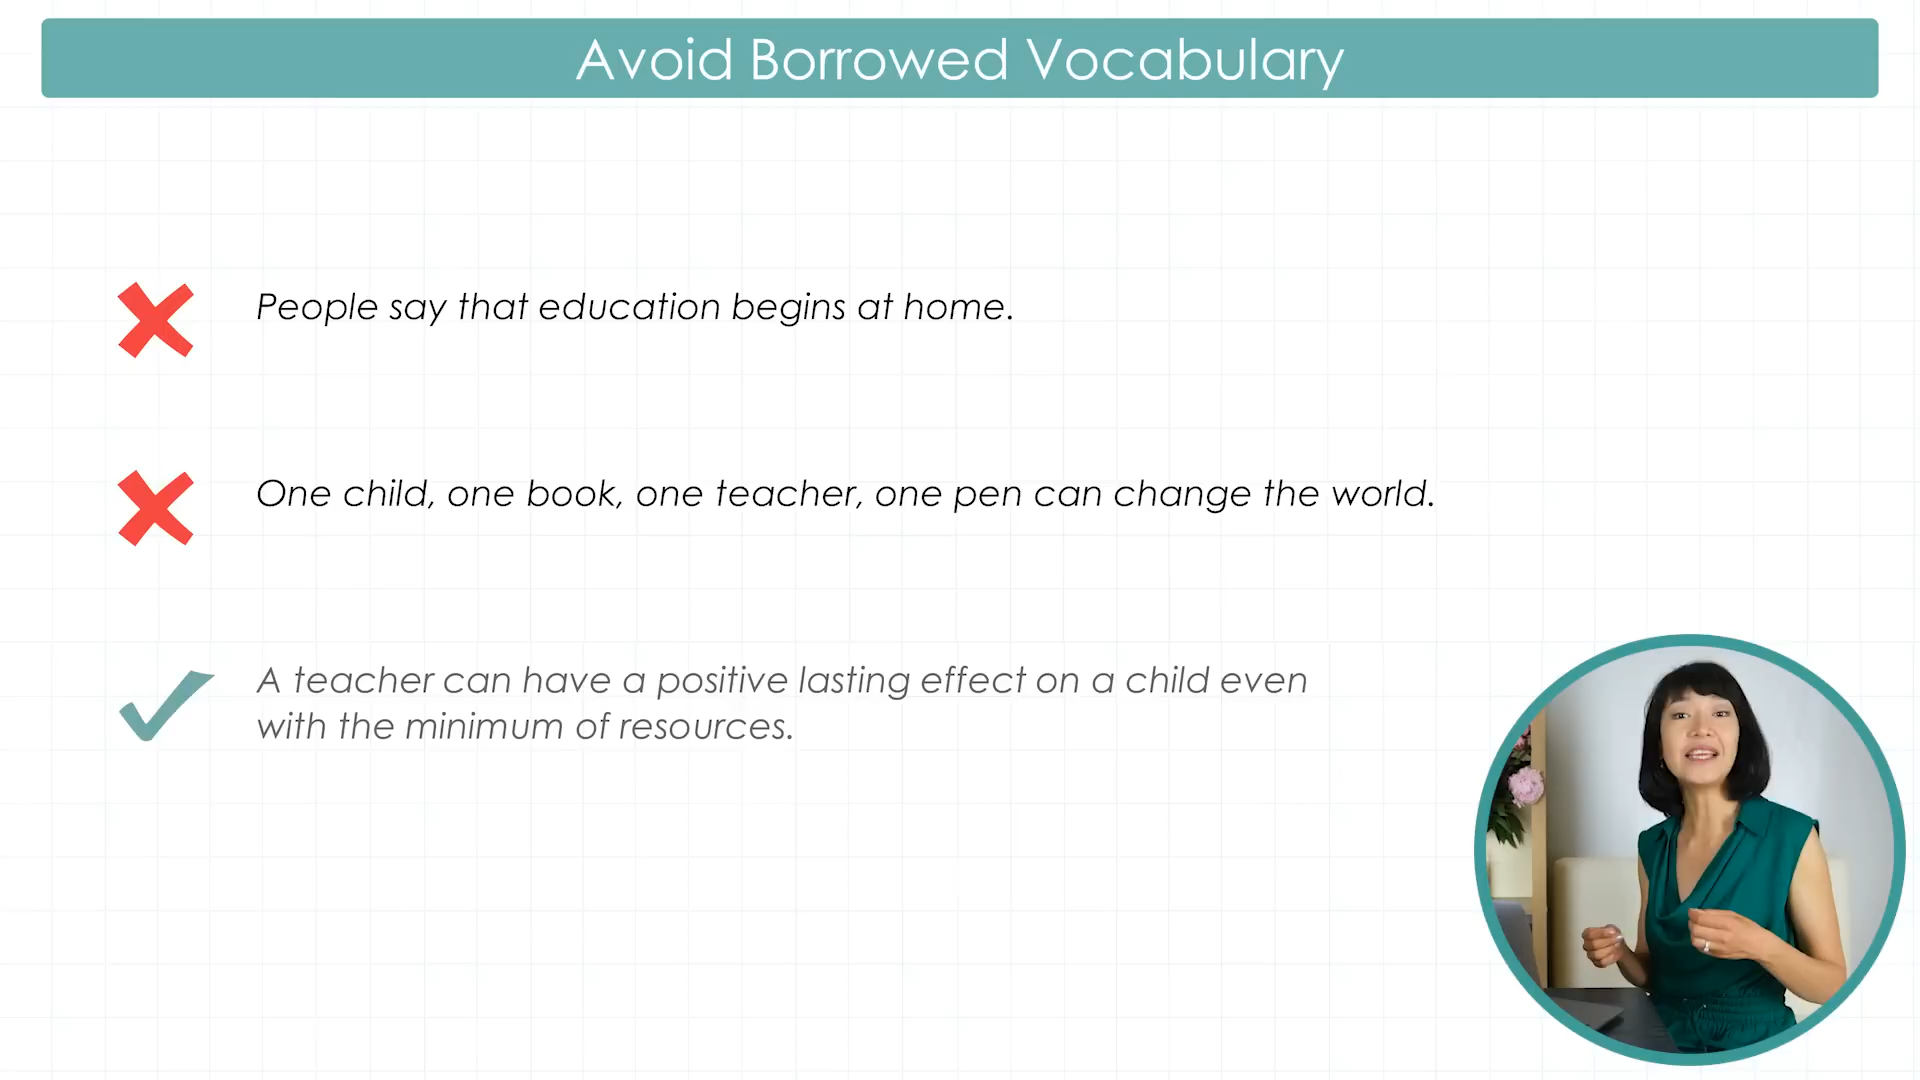 Avoid Borrowed Vocabulary
People say that education begins at home.
One child, one book, one teacher, one pen can change the world.
A teacher can have a positive lasting effect on a child even
with the minimum of resources.